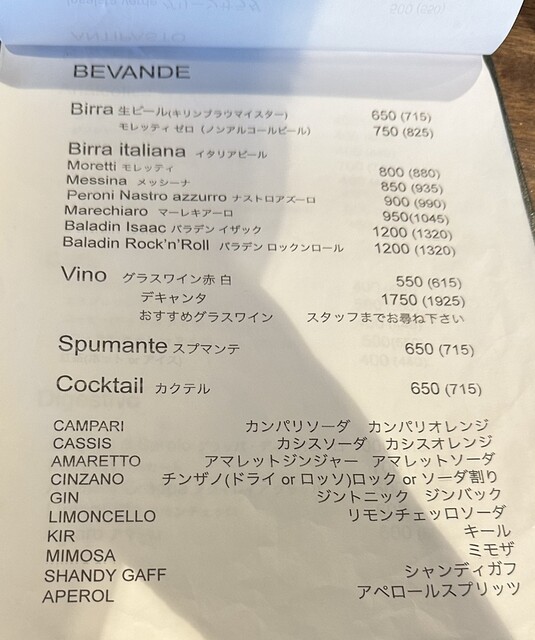 BEVANDE
Birra 生ビール(キリンブラウマイスター) 650 (715)
モレッティ ゼロ (ノンアルコールビール) 750 (825)
Birra italiana イタリアビール
Moretti モレッティ 800 (880)
Messina メッシーナ 850 (935)
Peroni Nastro azzurro ナストロアズーロ 900 (990)
Marechiaro マーレキアーロ 950(1045)
Baladin Isaac バラデン イザック 1200 (1320)
Baladin Rock'n'Roll バラデン ロックンロール 1200 (1320)
Vino グラスワイン赤 白 550 (615)
デキャンタ 1750 (1925)
おすすめグラスワイン スタッフまでお尋ね下さい
Spumante スプマンテ 650 (715)
Cocktail カクテル 650 (715)
CAMPARI カンパリソーダ カンパリオレンジ
CASSIS カシスソーダ カシスオレンジ
AMARETTO アマレットジンジャー アマレットソーダ
CINZANO チンザノ(ドライ or ロッソ)ロック or ソーダ割り
GIN ジントニック ジンバック
LIMONCELLO リモンチェッロソーダ
KIR キール
MIMOSA ミモザ
SHANDY GAFF シャンディガフ
APEROL アペロールスプリッツ